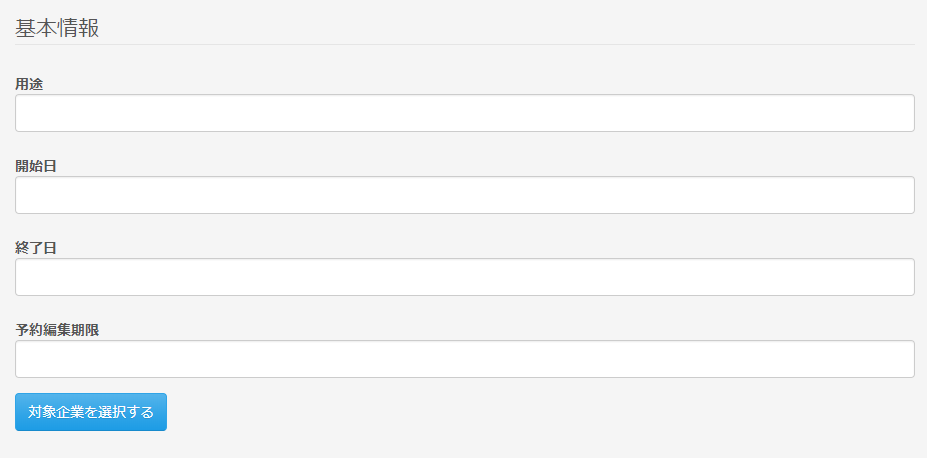 基本情報
用途
開始日
終了日
予約編集期限
対象企業を選択する